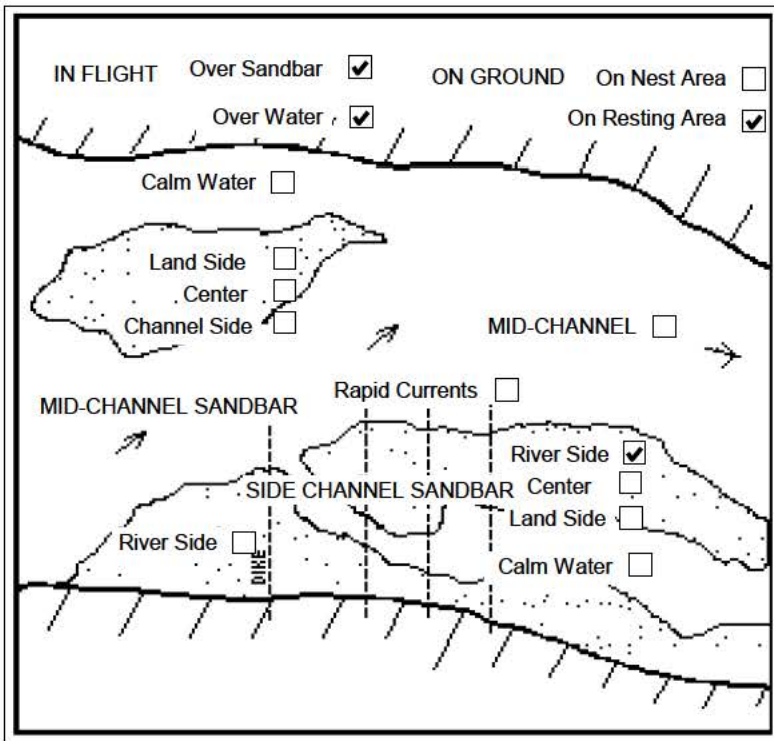 IN FLIGHT Over Sandbar ON GROUND On Nest Area
Over Water On Resting Area
Calm Water
Land Side
Center
Channel Side
MID-CHANNEL
Rapid Currents
MID-CHANNEL SANDBAR
River Side
SIDE CHANNEL SANDBAR Center
Land Side
River Side
DIKE
Calm Water